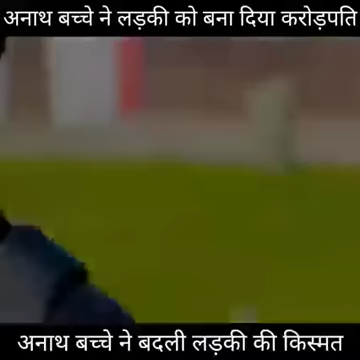 अनाथ बच्चे ने लड़की को बना दिया करोड़पति
अनाथ बच्चे ने बदली लड़की की किस्मत